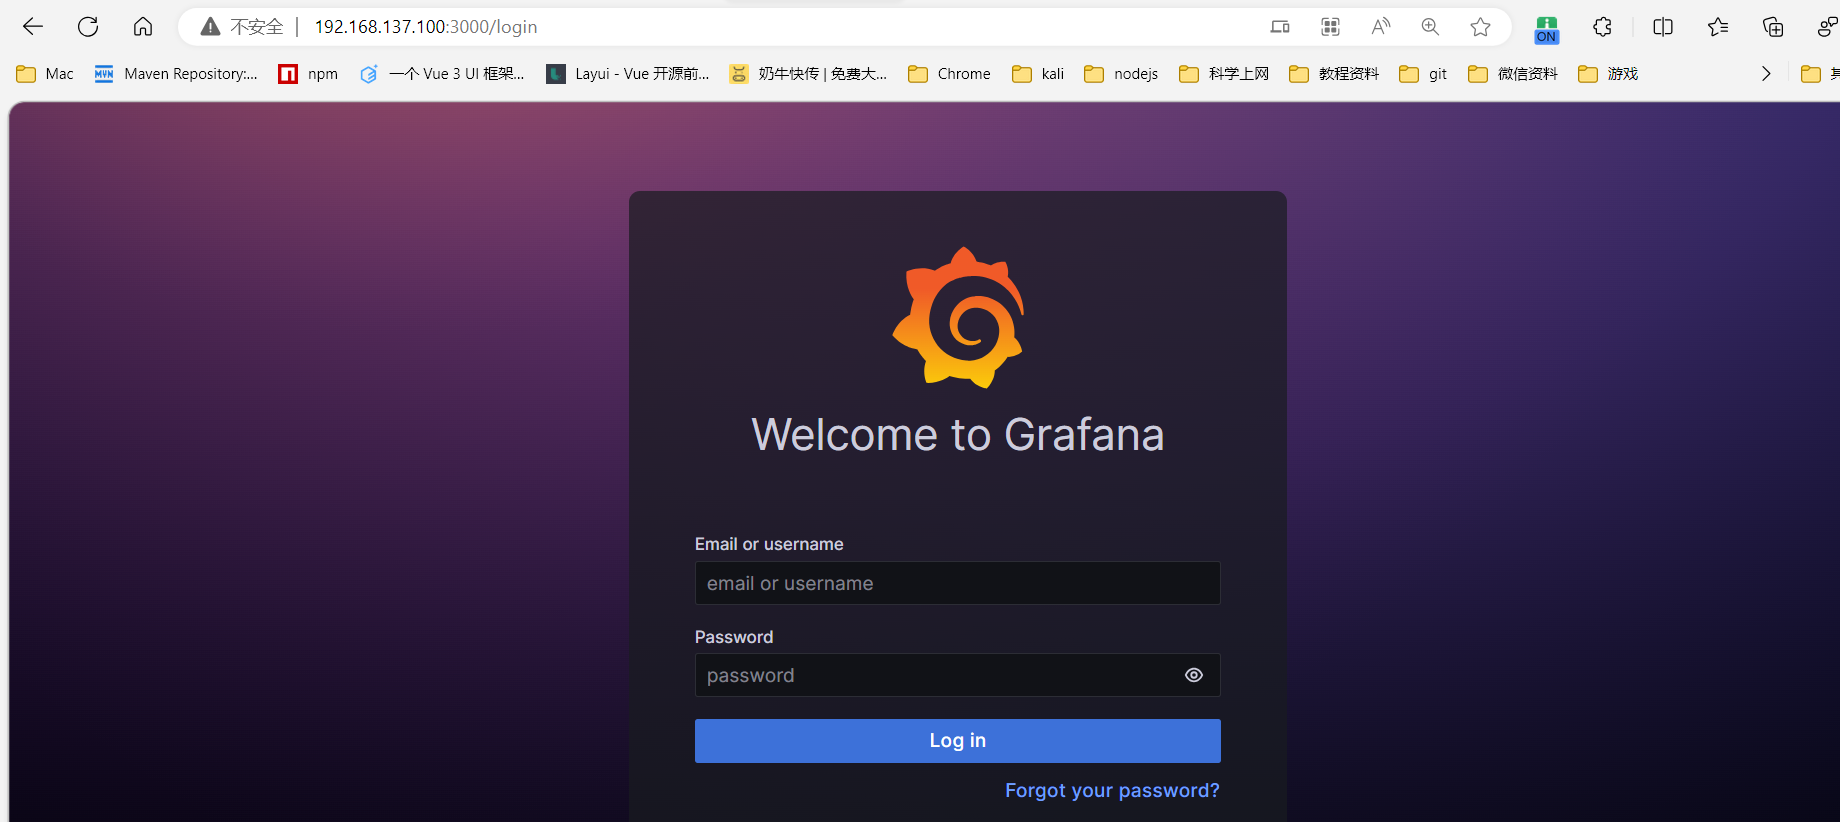 不安全 | 192.168.137.100:3000/login
ON
Mac Maven Repository:... npm 一个 Vue 3 UI 框架... Layui - Vue 开源前... 奶牛快传 | 免费大... Chrome kali nodejs 科学上网 教程资料 git 微信资料 游戏
Welcome to Grafana
Email or username
email or username
Password
password
Log in
Forgot your password?